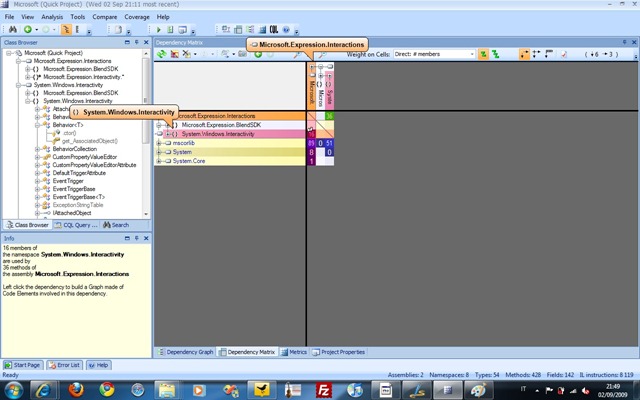 Microsoft (Quick Project)   (Wed 02 Sep 21:11 most recent)
File View Analysis Tools Compare Coverage Help
Class Browser
Microsoft (Quick Project)
Microsoft.Expression.Interactions
{ } Microsoft.Expression.BlendSDK
{ }* Microsoft.Expression.Interactivity.*
System.Windows.Interactivity
{ } Microsoft.Expression.BlendSDK
{ } System.Windows.Interactivity
Behavior<T>
.ctor()
get_AssociatedObject()
BehaviorCollection
CustomPropertyValueEditor
CustomPropertyValueEditorAttribute
DefaultTriggerAttribute
EventTrigger
EventTriggerBase
EventTriggerBase<T>
ExceptionStringTable
IAttachedObject
{ } System.Windows.Interactivity
Class Browser CQL Query ... Search
Info
16 members of
the namespace System.Windows.Interactivity
are used by
36 methods of
the assembly Microsoft.Expression.Interactions
Left click the dependency to build a Graph made of
Code Elements involved in this dependency.
Dependency Matrix
Microsoft.Expression.Interactions
Weight on Cells: Direct: # members
( 6 → 3 )
Microsoft.Expression.Interactions
{ } Microsoft.Expression.BlendSDK 36
{ } System.Windows.Interactivity
mscorlib 89 0 51
System 8 0
System.Core 1
Dependency Graph Dependency Matrix Metrics Project Properties
Start Page Error List Help
Ready
Assemblies: 2 Namespaces: 8 Types: 54 Methods: 428 Fields: 142 IL instructions: 8 119
IT
21:49
02/09/2009